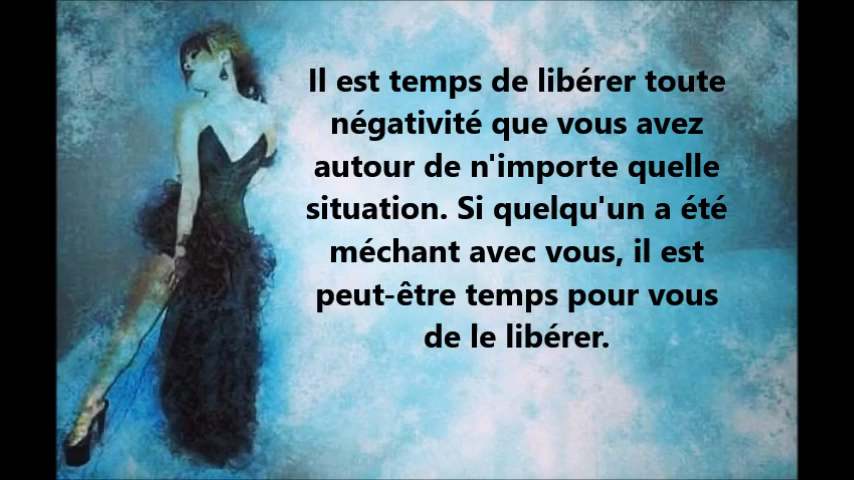 Il est temps de libérer toute
négativité que vous avez
autour de n'importe quelle
situation. Si quelqu'un a été
méchant avec vous, il est
peut-être temps pour vous
de le libérer.